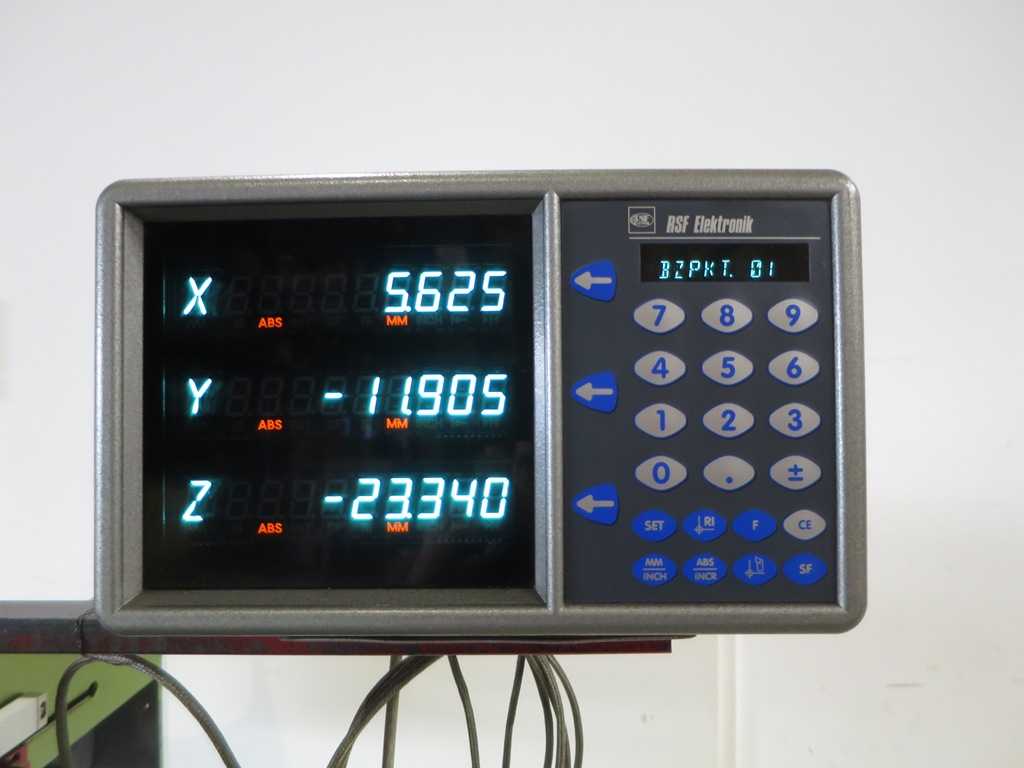 RSF Elektronik
BZPKT. 01
X 5.625
ABS MM
Y -11.905
ABS MM
Z -23.340
ABS MM
7 8 9
4 5 6
1 2 3
0 . ±
SET RI F CE
MM INCH ABS INCR SF